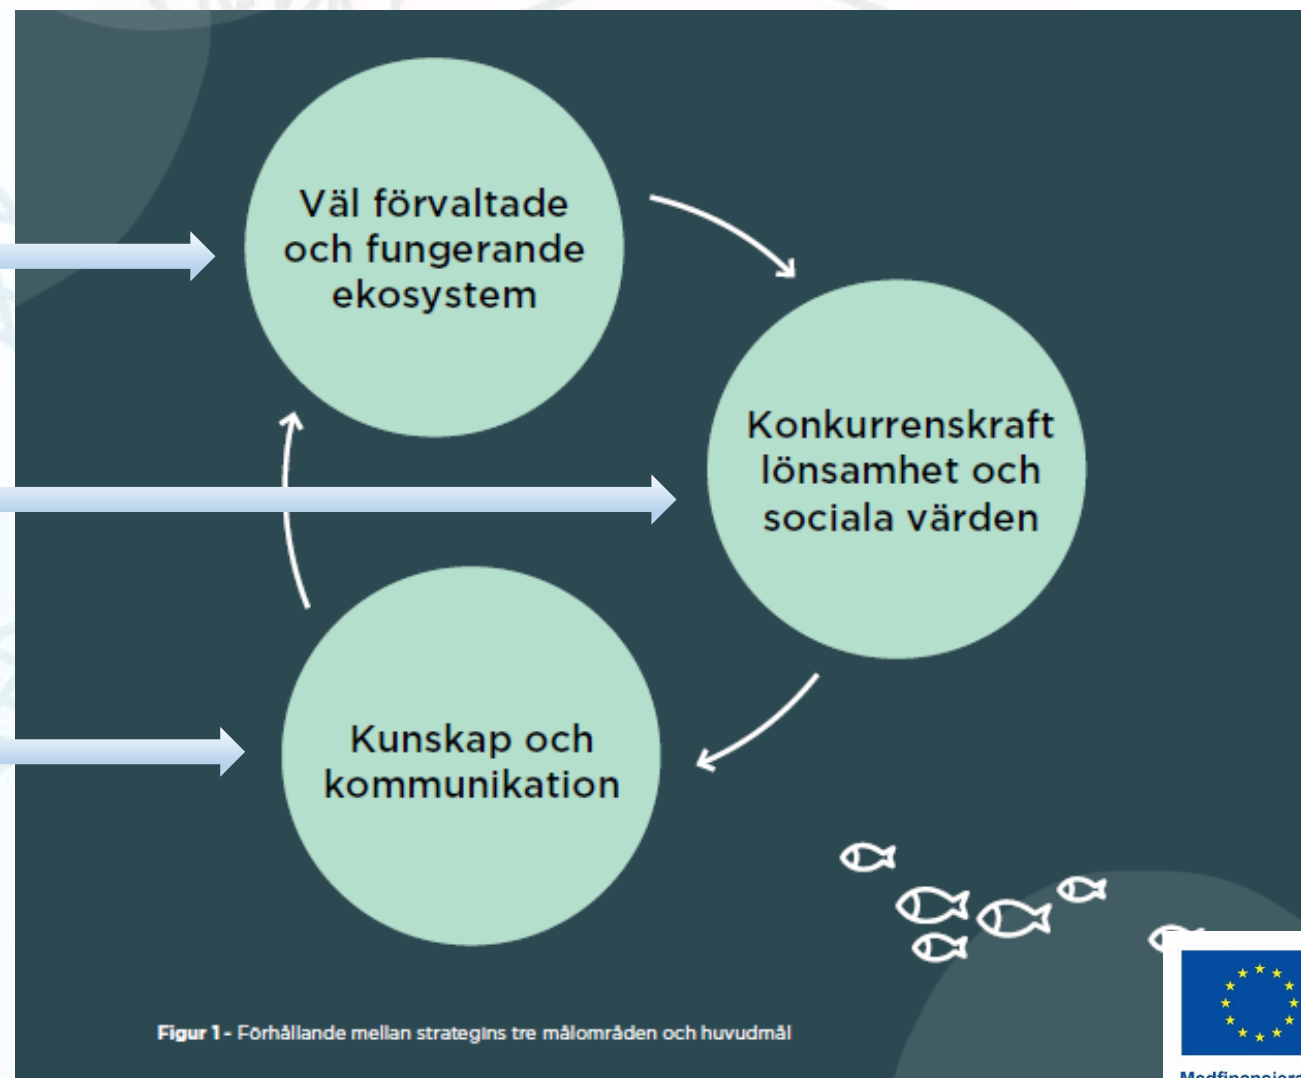 Väl förvaltade
och fungerande
ekosystem
Konkurrenskraft
lönsamhet och
sociala värden
Kunskap och
kommunikation
Figur 1 - Förhållande mellan strategins tre målområden och huvudmål